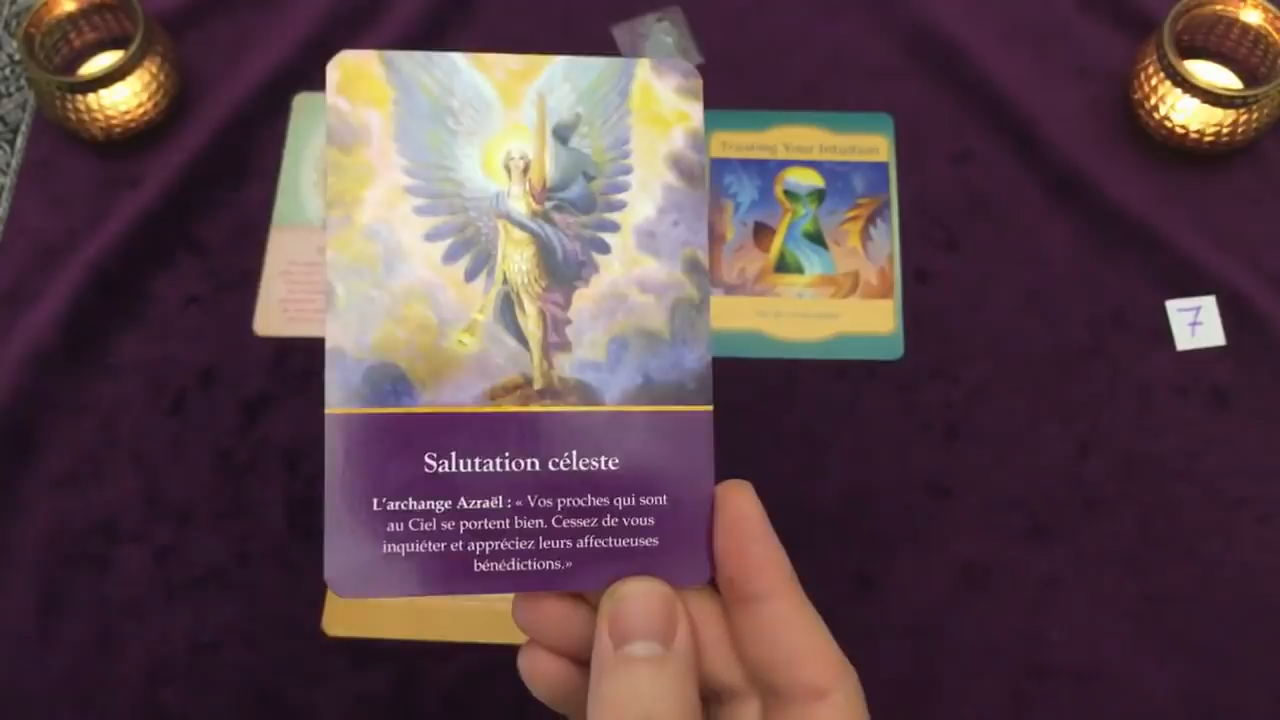 Trusting Your Intuition
7
Salutation céleste
L'archange Azraël : « Vos proches qui sont
au Ciel se portent bien. Cessez de vous
inquiéter et appréciez leurs affectueuses
bénédictions.»